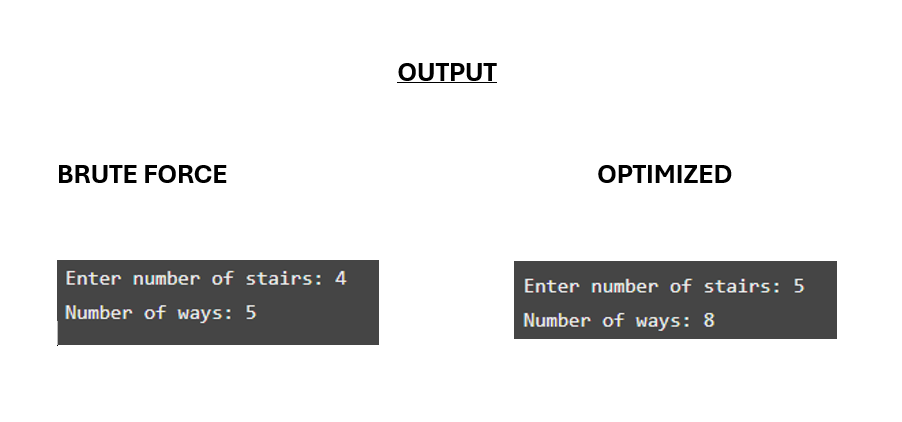 OUTPUT
BRUTE FORCE
OPTIMIZED
Enter number of stairs: 4
Number of ways: 5
Enter number of stairs: 5
Number of ways: 8